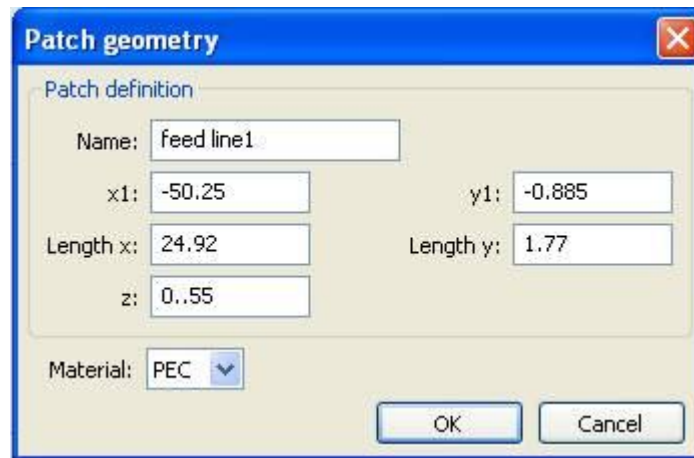 Patch geometry
Patch definition
Name: feed line1
x1: -50.25 y1: -0.885
Length x: 24.92 Length y: 1.77
z: 0..55
Material: PEC
OK Cancel